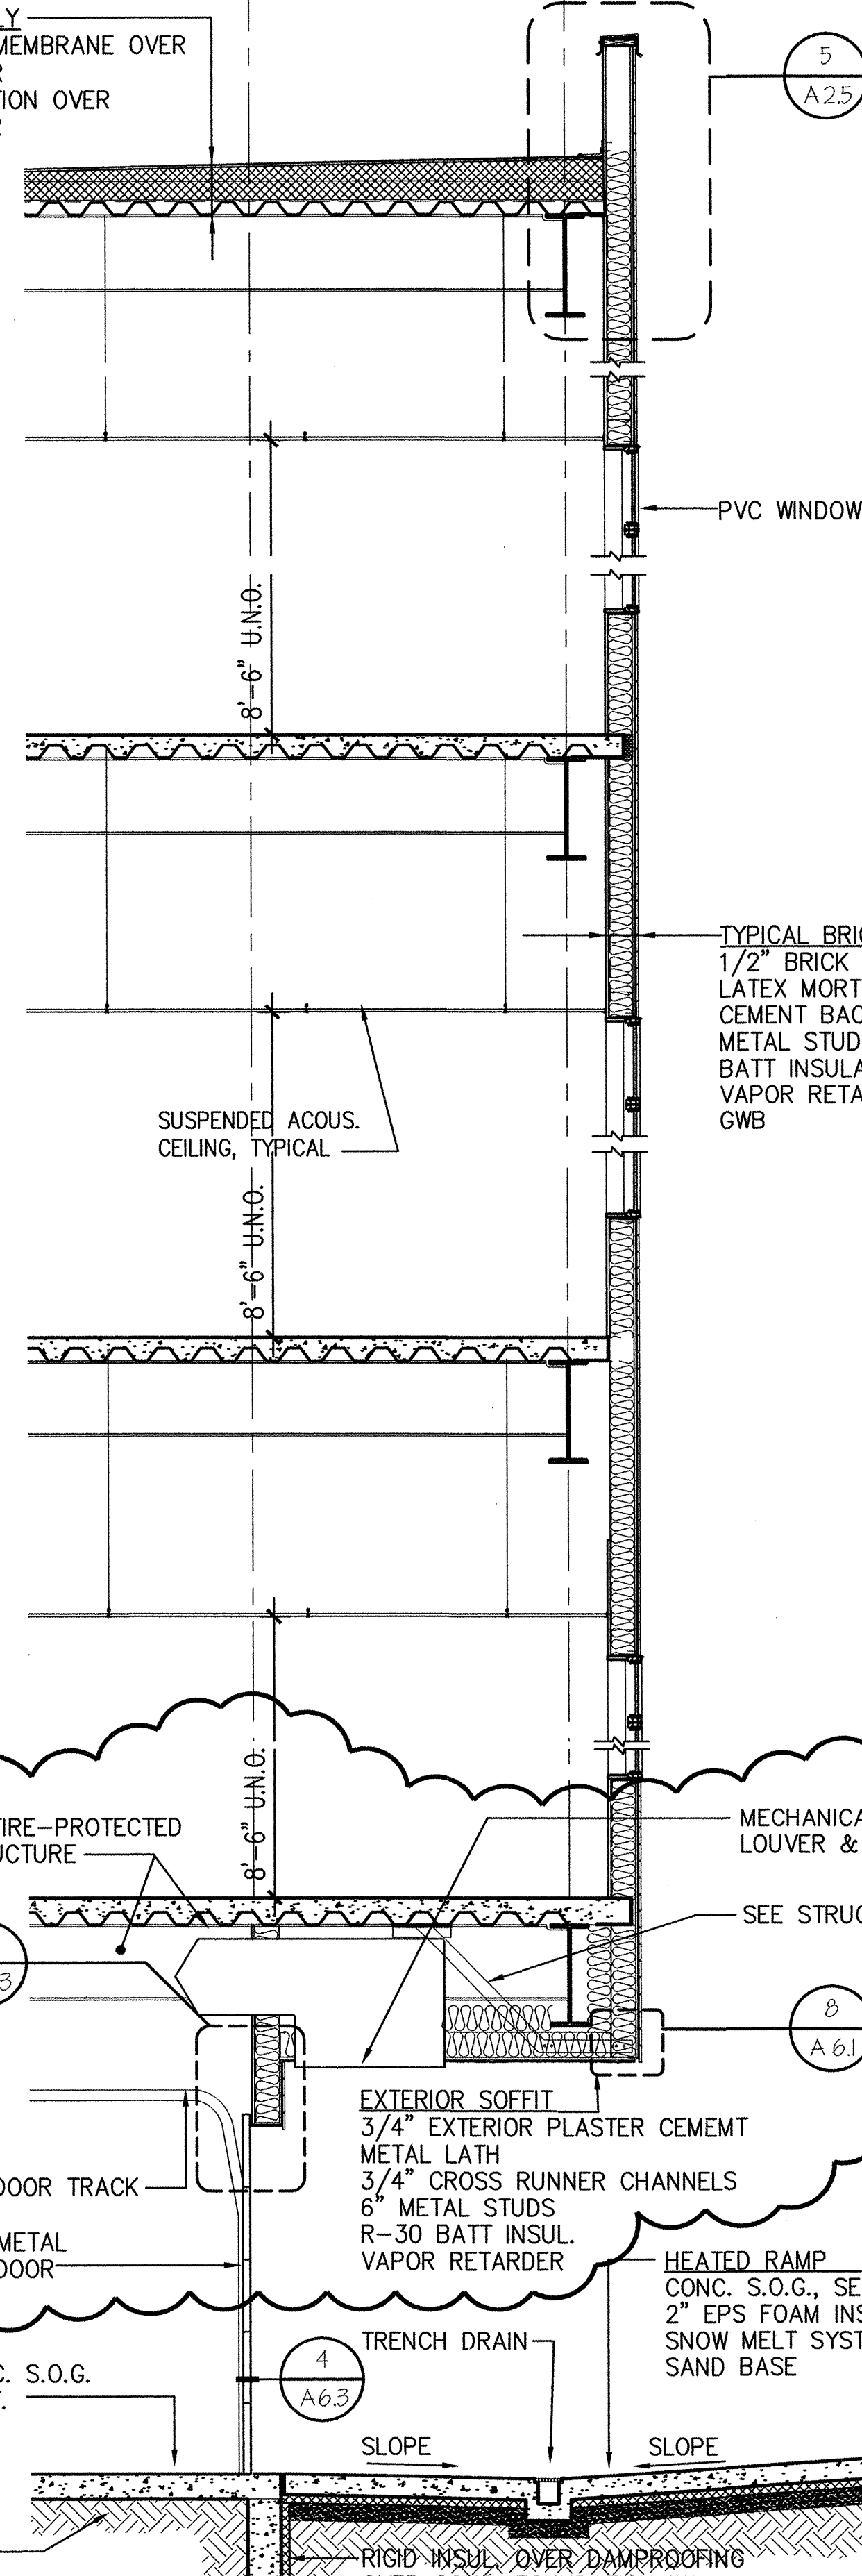 LY
MEMBRANE OVER
R
TION OVER
5
A2.5
PVC WINDOW
8'-6" U.N.O.
TYPICAL BRIC
1/2" BRICK
LATEX MORT
CEMENT BAC
METAL STUD
BATT INSULA
VAPOR RETA
GWB
SUSPENDED ACOUS.
CEILING, TYPICAL
8'-6" U.N.O.
8'-6" U.N.O.
FIRE-PROTECTED
UCTURE
MECHANICA
LOUVER &
SEE STRUC
3
8
A6.1
EXTERIOR SOFFIT
3/4" EXTERIOR PLASTER CEMEMT
METAL LATH
3/4" CROSS RUNNER CHANNELS
6" METAL STUDS
R-30 BATT INSUL.
VAPOR RETARDER
DOOR TRACK
METAL
DOOR
HEATED RAMP
CONC. S.O.G., SE
2" EPS FOAM INS
SNOW MELT SYST
SAND BASE
TRENCH DRAIN
C. S.O.G.
4
A6.3
SLOPE
SLOPE
RIGID INSUL. OVER DAMPROOFING